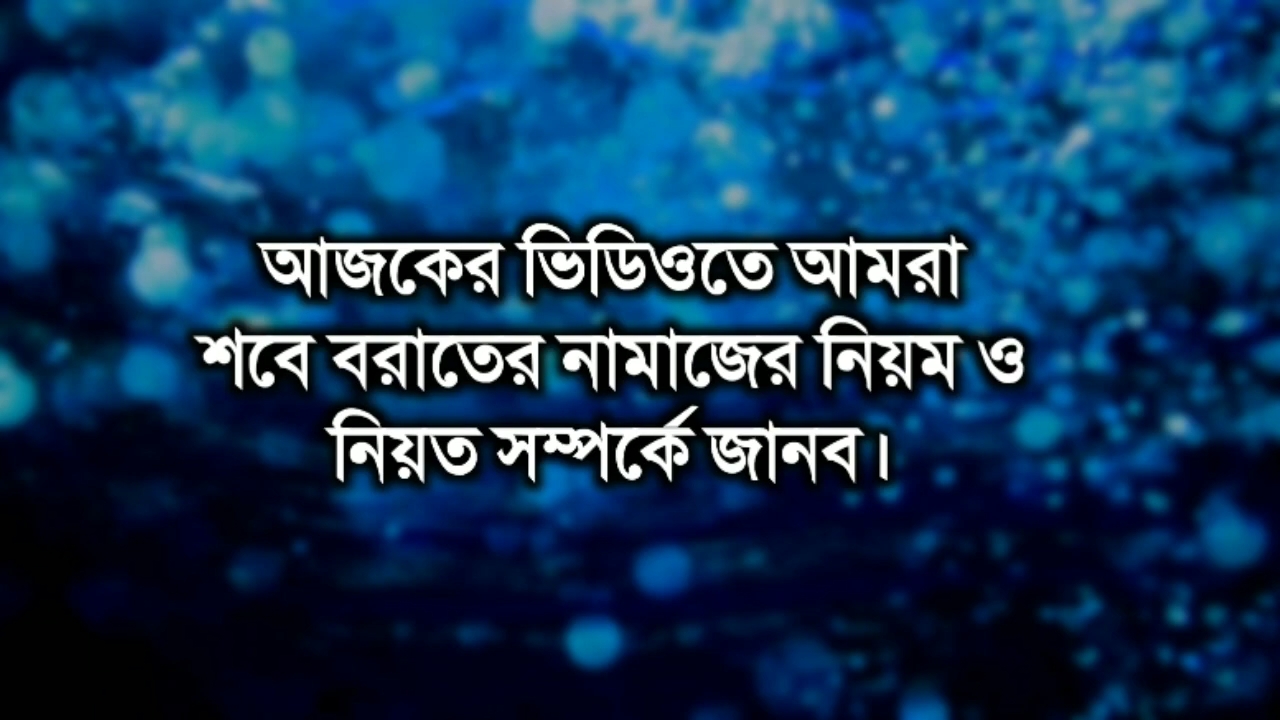 আজকের ভিডিওতে আমরা
শবে বরাতের নামাজের নিয়ম ও
নিয়ত সম্পর্কে জানব।